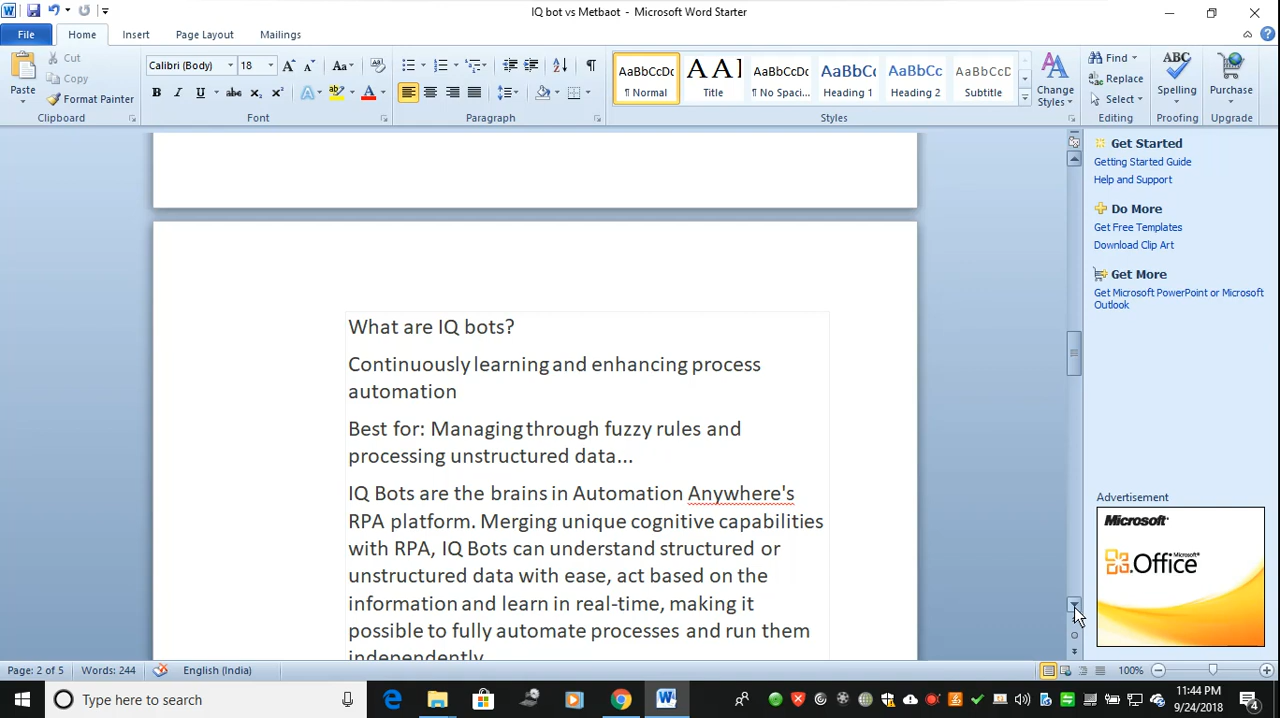 IQ bot vs Metbaot - Microsoft Word Starter
File Home Insert Page Layout Mailings
Cut
Copy
Format Painter
Paste
Clipboard
Calibri (Body) 18
Font
Paragraph
AaBbCcDc AAI AaBbCcDc AaBbCc AaBbCc AaBbCcD
¶ Normal Title ¶ No Spaci... Heading 1 Heading 2 Subtitle
Styles
Change
Styles
Find
Replace
Select
Editing
ABC
Spelling
Proofing
Purchase
Upgrade
Get Started
Getting Started Guide
Help and Support
Do More
Get Free Templates
Download Clip Art
Get More
Get Microsoft PowerPoint or Microsoft
Outlook
What are IQ bots?
Continuously learning and enhancing process
automation
Best for: Managing through fuzzy rules and
processing unstructured data...
IQ Bots are the brains in Automation Anywhere's
RPA platform. Merging unique cognitive capabilities
with RPA, IQ Bots can understand structured or
unstructured data with ease, act based on the
information and learn in real-time, making it
possible to fully automate processes and run them
independently
Advertisement
Microsoft
Microsoft
Office
Page: 2 of 5 Words: 244 English (India) 100%
Type here to search
11:44 PM
9/24/2018
4